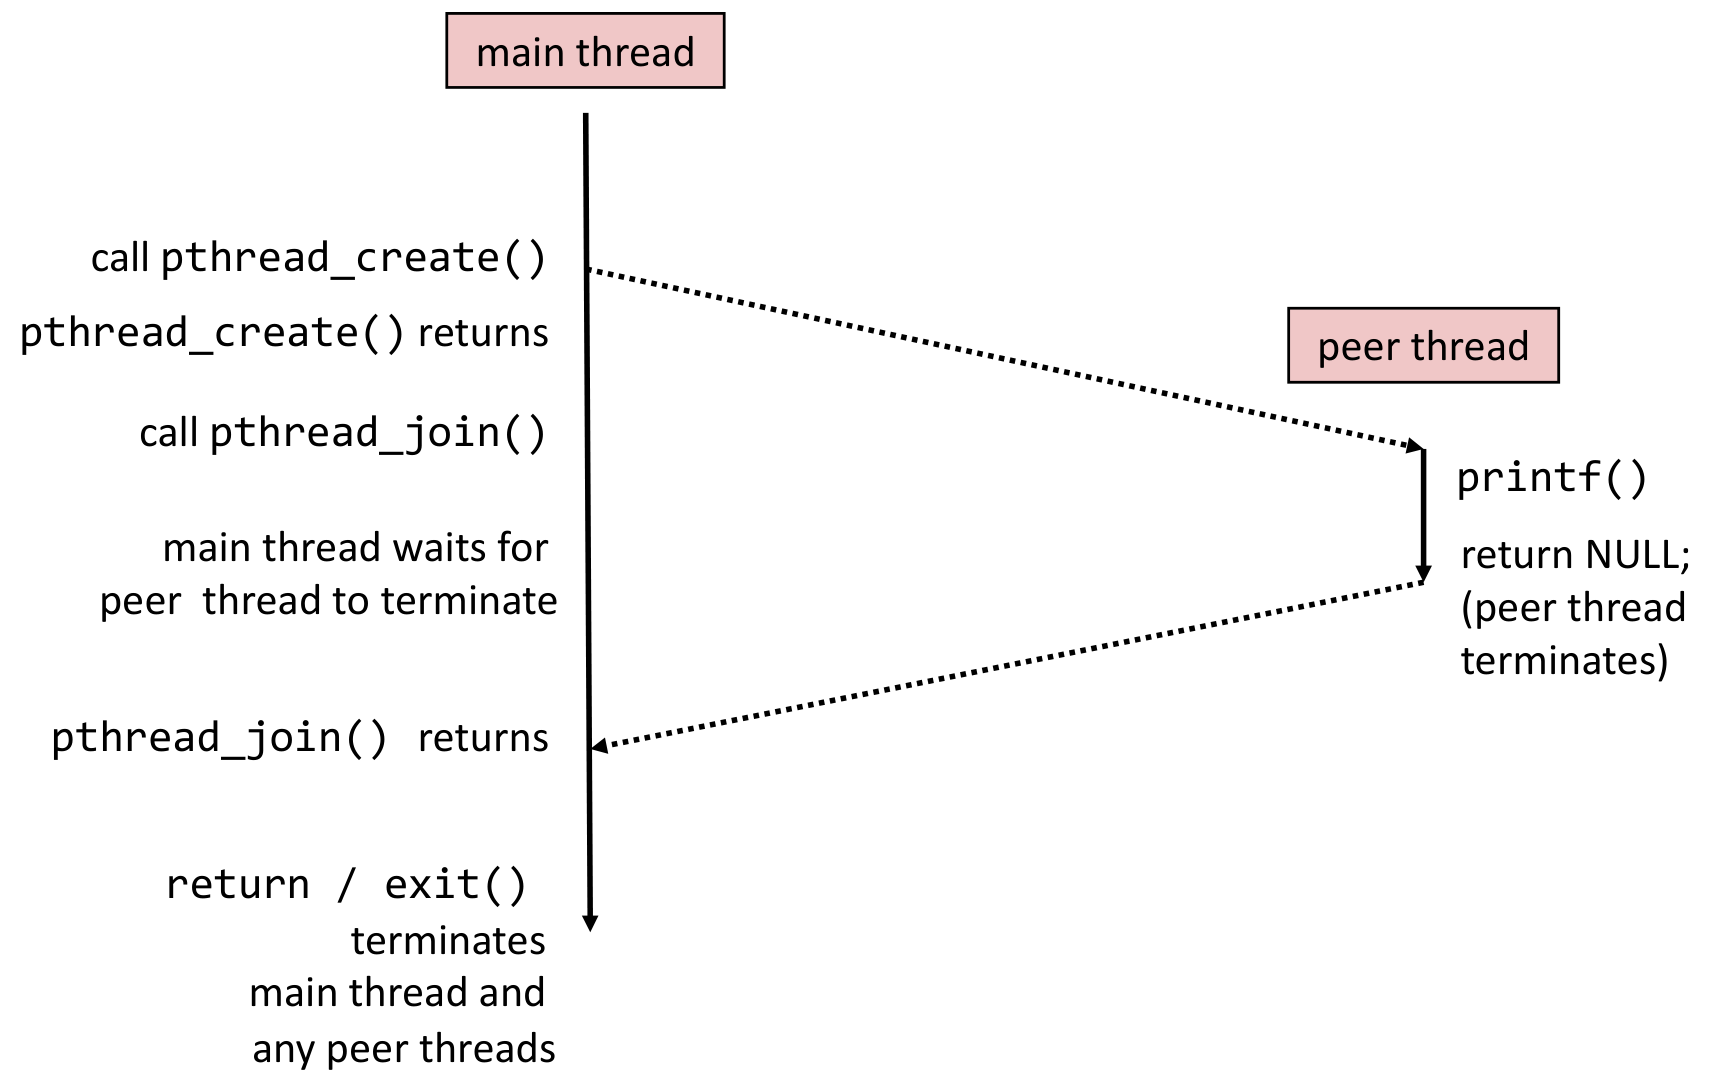 main thread
call pthread_create()
pthread_create() returns
peer thread
call pthread_join()
printf()
main thread waits for
peer thread to terminate
return NULL;
(peer thread
terminates)
pthread_join() returns
return / exit()
terminates
main thread and
any peer threads